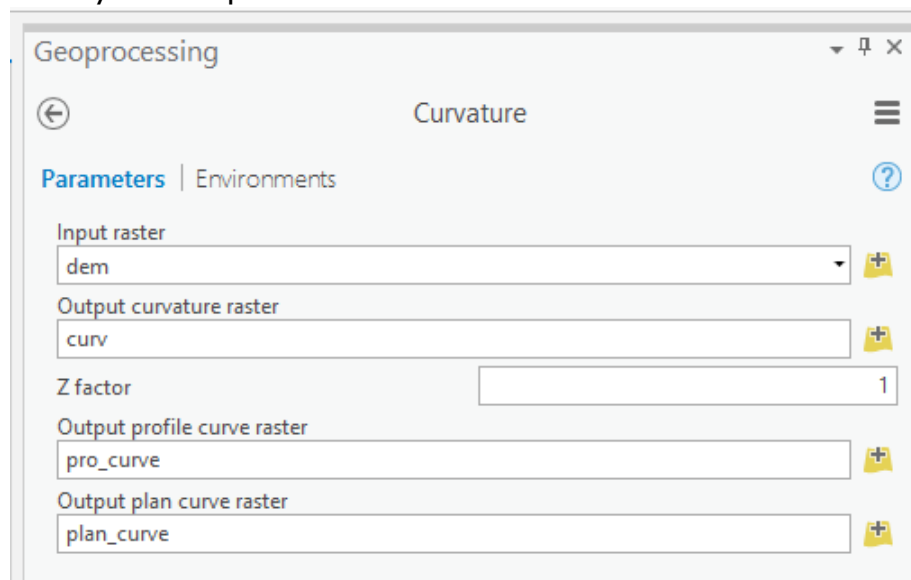 Geoprocessing
Curvature
Parameters | Environments
Input raster
dem
Output curvature raster
curv
Z factor 1
Output profile curve raster
pro_curve
Output plan curve raster
plan_curve